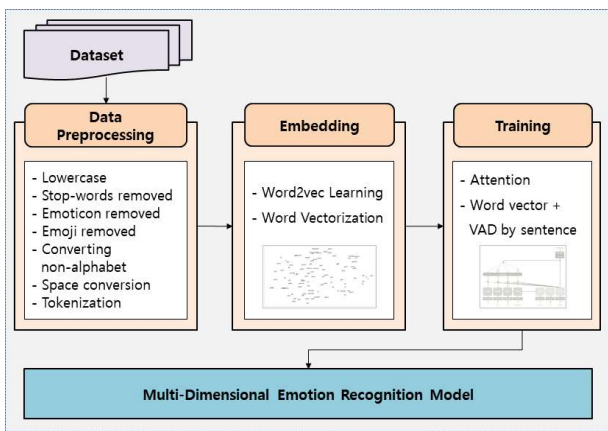 Dataset
Data
Preprocessing
- Lowercase
- Stop-words removed
- Emoticon removed
- Emoji removed
- Converting
non-alphabet
- Space conversion
- Tokenization
Embedding
- Word2vec Learning
- Word Vectorization
Training
- Attention
- Word vector +
VAD by sentence
Multi-Dimensional Emotion Recognition Model